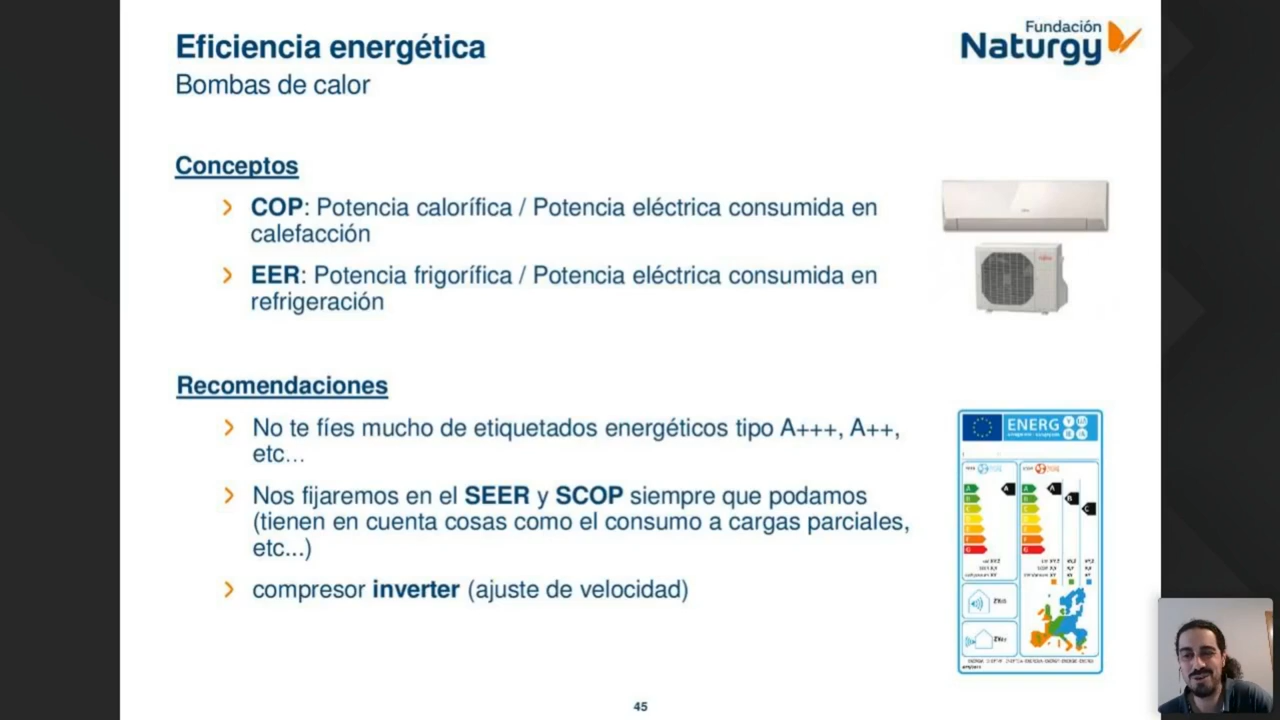 Eficiencia energética
Bombas de calor
Fundación
Naturgy
Conceptos
COP: Potencia calorífica / Potencia eléctrica consumida en
calefacción
EER: Potencia frigorífica / Potencia eléctrica consumida en
refrigeración
Recomendaciones
No te fíes mucho de etiquetados energéticos tipo A+++, A++,
etc...
Nos fijaremos en el SEER y SCOP siempre que podamos
(tienen en cuenta cosas como el consumo a cargas parciales,
etc...)
compresor inverter (ajuste de velocidad)
ENERG
45